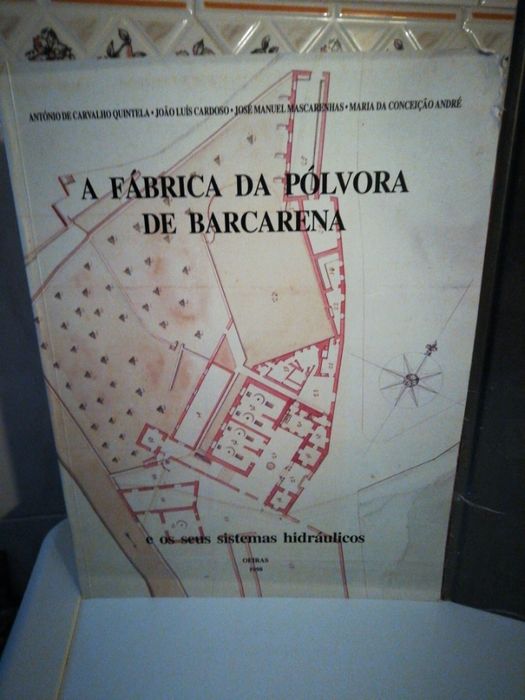 ANTÓNIO DE CARVALHO QUINTELA • JOÃO LUÍS CARDOSO • JOSÉ MANUEL MASCARENHAS • MARIA DA CONCEIÇÃO ANDRÉ
A FÁBRICA DA PÓLVORA
DE BARCARENA
e os seus sistemas hidráulicos
OEIRAS